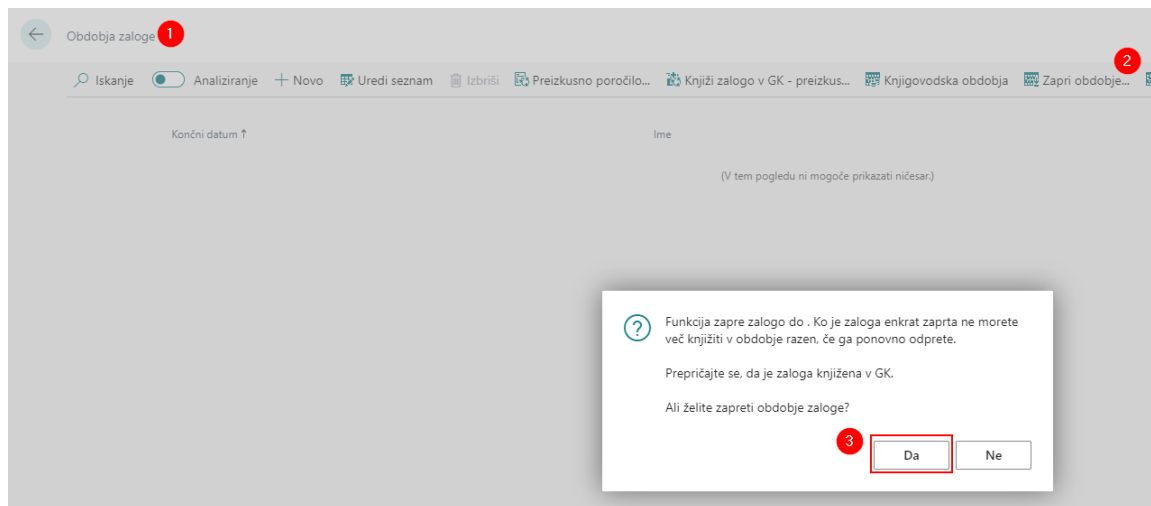 Obdobja zaloge 1
2
Iskanje Analiziranje Novo Uredi seznam Izbriši Preizkusno poročilo... Knjiži zalogo v GK - preizkus... Knjigovodska obdobja Zapri obdobje...
Končni datum ↑ Ime
(V tem pogledu ni mogoče prikazati ničesar.)
Funkcija zapre zalogo do . Ko je zaloga enkrat zaprta ne morete
več knjižiti v obdobje razen, če ga ponovno odprete.
Prepričajte se, da je zaloga knjižena v GK.
Ali želite zapreti obdobje zaloge?
3
Da Ne